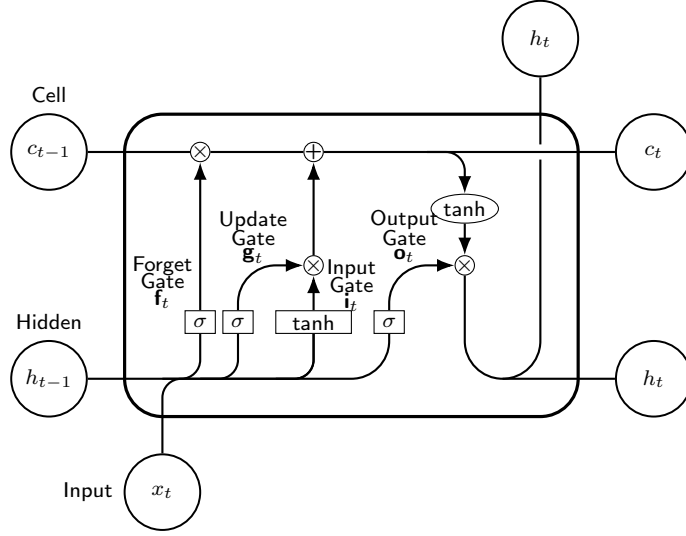 h_t
Cell
c_{t−1}
×
+
c_t
tanh
Update
Gate
g_t
Output
Gate
o_t
Forget
Gate
f_t
×
Input
Gate
i_t
×
σ
σ
tanh
σ
Hidden
h_{t−1}
h_t
Input
x_t